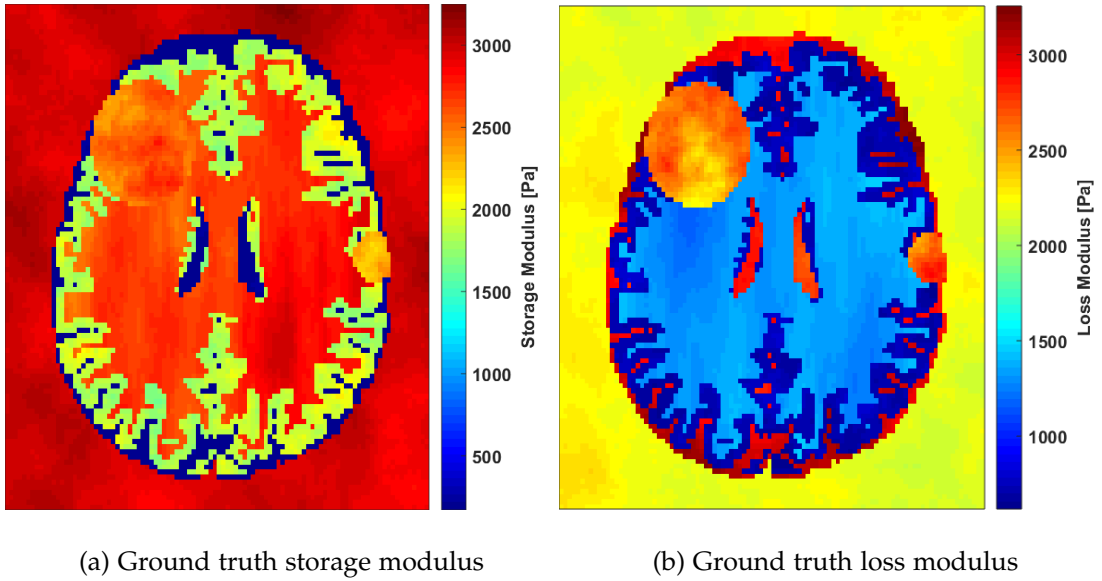 3000
2500
2000
1500
1000
500
Storage Modulus [Pa]
3000
2500
2000
1500
1000
Loss Modulus [Pa]
(a) Ground truth storage modulus
(b) Ground truth loss modulus